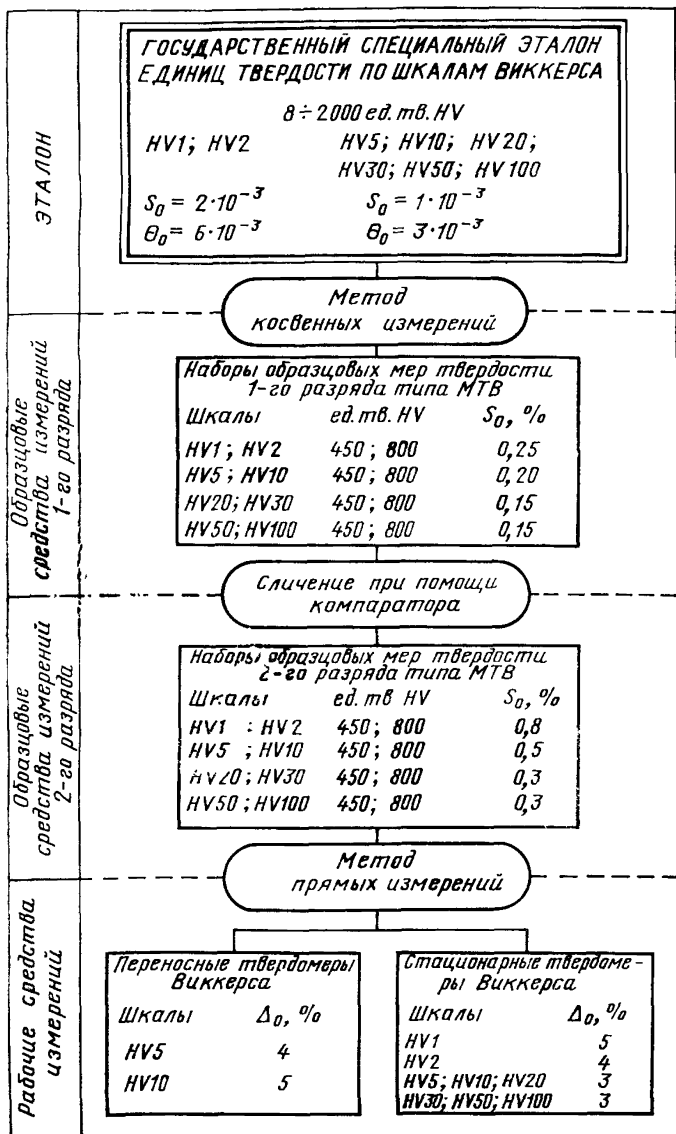 ЭТАЛОН
ГОСУДАРСТВЕННЫЙ СПЕЦИАЛЬНЫЙ ЭТАЛОН
ЕДИНИЦ ТВЕРДОСТИ ПО ШКАЛАМ ВИККЕРСА
8÷2000 ед. тв. HV
HV1; HV2 HV5; HV10; HV20;
HV30; HV50; HV100
S₀ = 2·10⁻³ S₀ = 1·10⁻³
Θ₀ = 6·10⁻³ Θ₀ = 3·10⁻³
Метод
косвенных измерений
Образцовые
средства измерений
1-го разряда
Наборы образцовых мер твердости
1-го разряда типа МТВ
Шкалы ед. тв. HV S₀, %
HV1; HV2 450; 800 0,25
HV5; HV10 450; 800 0,20
HV20; HV30 450; 800 0,15
HV50; HV100 450; 800 0,15
Сличение при помощи
компаратора
Образцовые
средства измерений
2-го разряда
Наборы образцовых мер твердости
2-го разряда типа МТВ
Шкалы ед. тв HV S₀, %
HV1 ; HV2 450; 800 0,8
HV5 ; HV10 450; 800 0,5
HV20; HV30 450; 800 0,3
HV50; HV100 450; 800 0,3
Метод
прямых измерений
Рабочие средства
измерений
Переносные твердомеры
Виккерса
Шкалы Δ₀, %
HV5 4
HV10 5
Стационарные твердоме-
ры Виккерса
Шкалы Δ₀, %
HV1 5
HV2 4
HV5; HV10; HV20 3
HV30; HV50; HV100 3